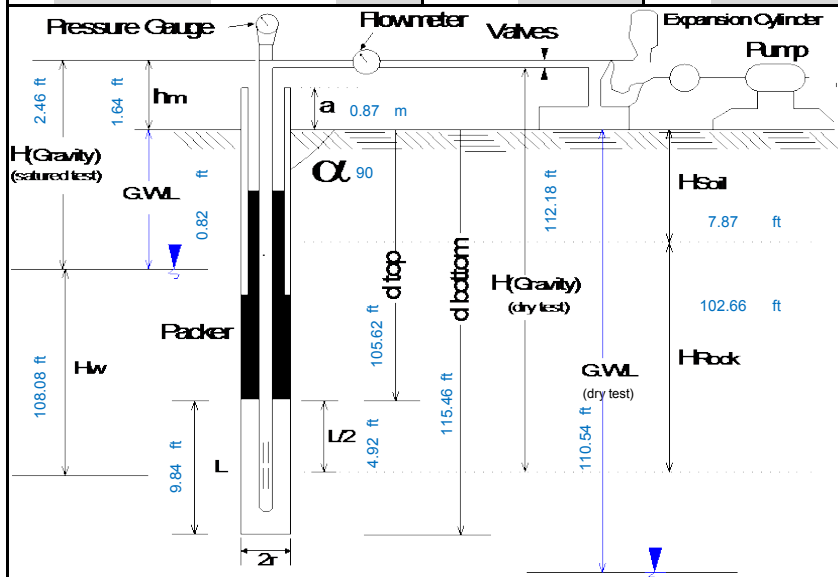 Pressure Gauge
Flowmeter
Valves
Expansion Cylinder
Pump
2.46 ft
1.64 ft
hm
a
0.87 m
H(Gravity)
(satured test)
G.W.L
0.82 ft
α 90
112.18 ft
H Soil
7.87 ft
d top
d bottom
H(Gravity)
(dry test)
102.66 ft
Packer
105.62 ft
H Rock
Hw
108.08 ft
G.W.L
(dry test)
115.46 ft
110.54 ft
L/2
4.92 ft
L
9.84 ft
2r